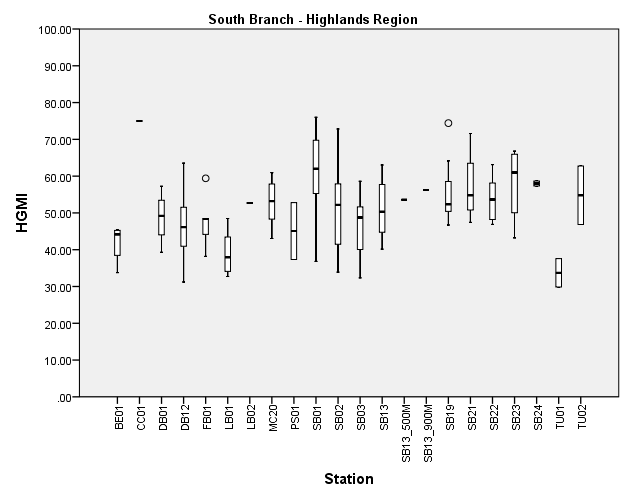 South Branch - Highlands Region
HGMI
100.00
90.00
80.00
70.00
60.00
50.00
40.00
30.00
20.00
10.00
.00
BE01
CC01
DB01
DB12
FB01
LB01
LB02
MC20
PS01
SB01
SB02
SB03
SB13
SB13_500M
SB13_900M
SB19
SB21
SB22
SB23
SB24
TU01
TU02
Station